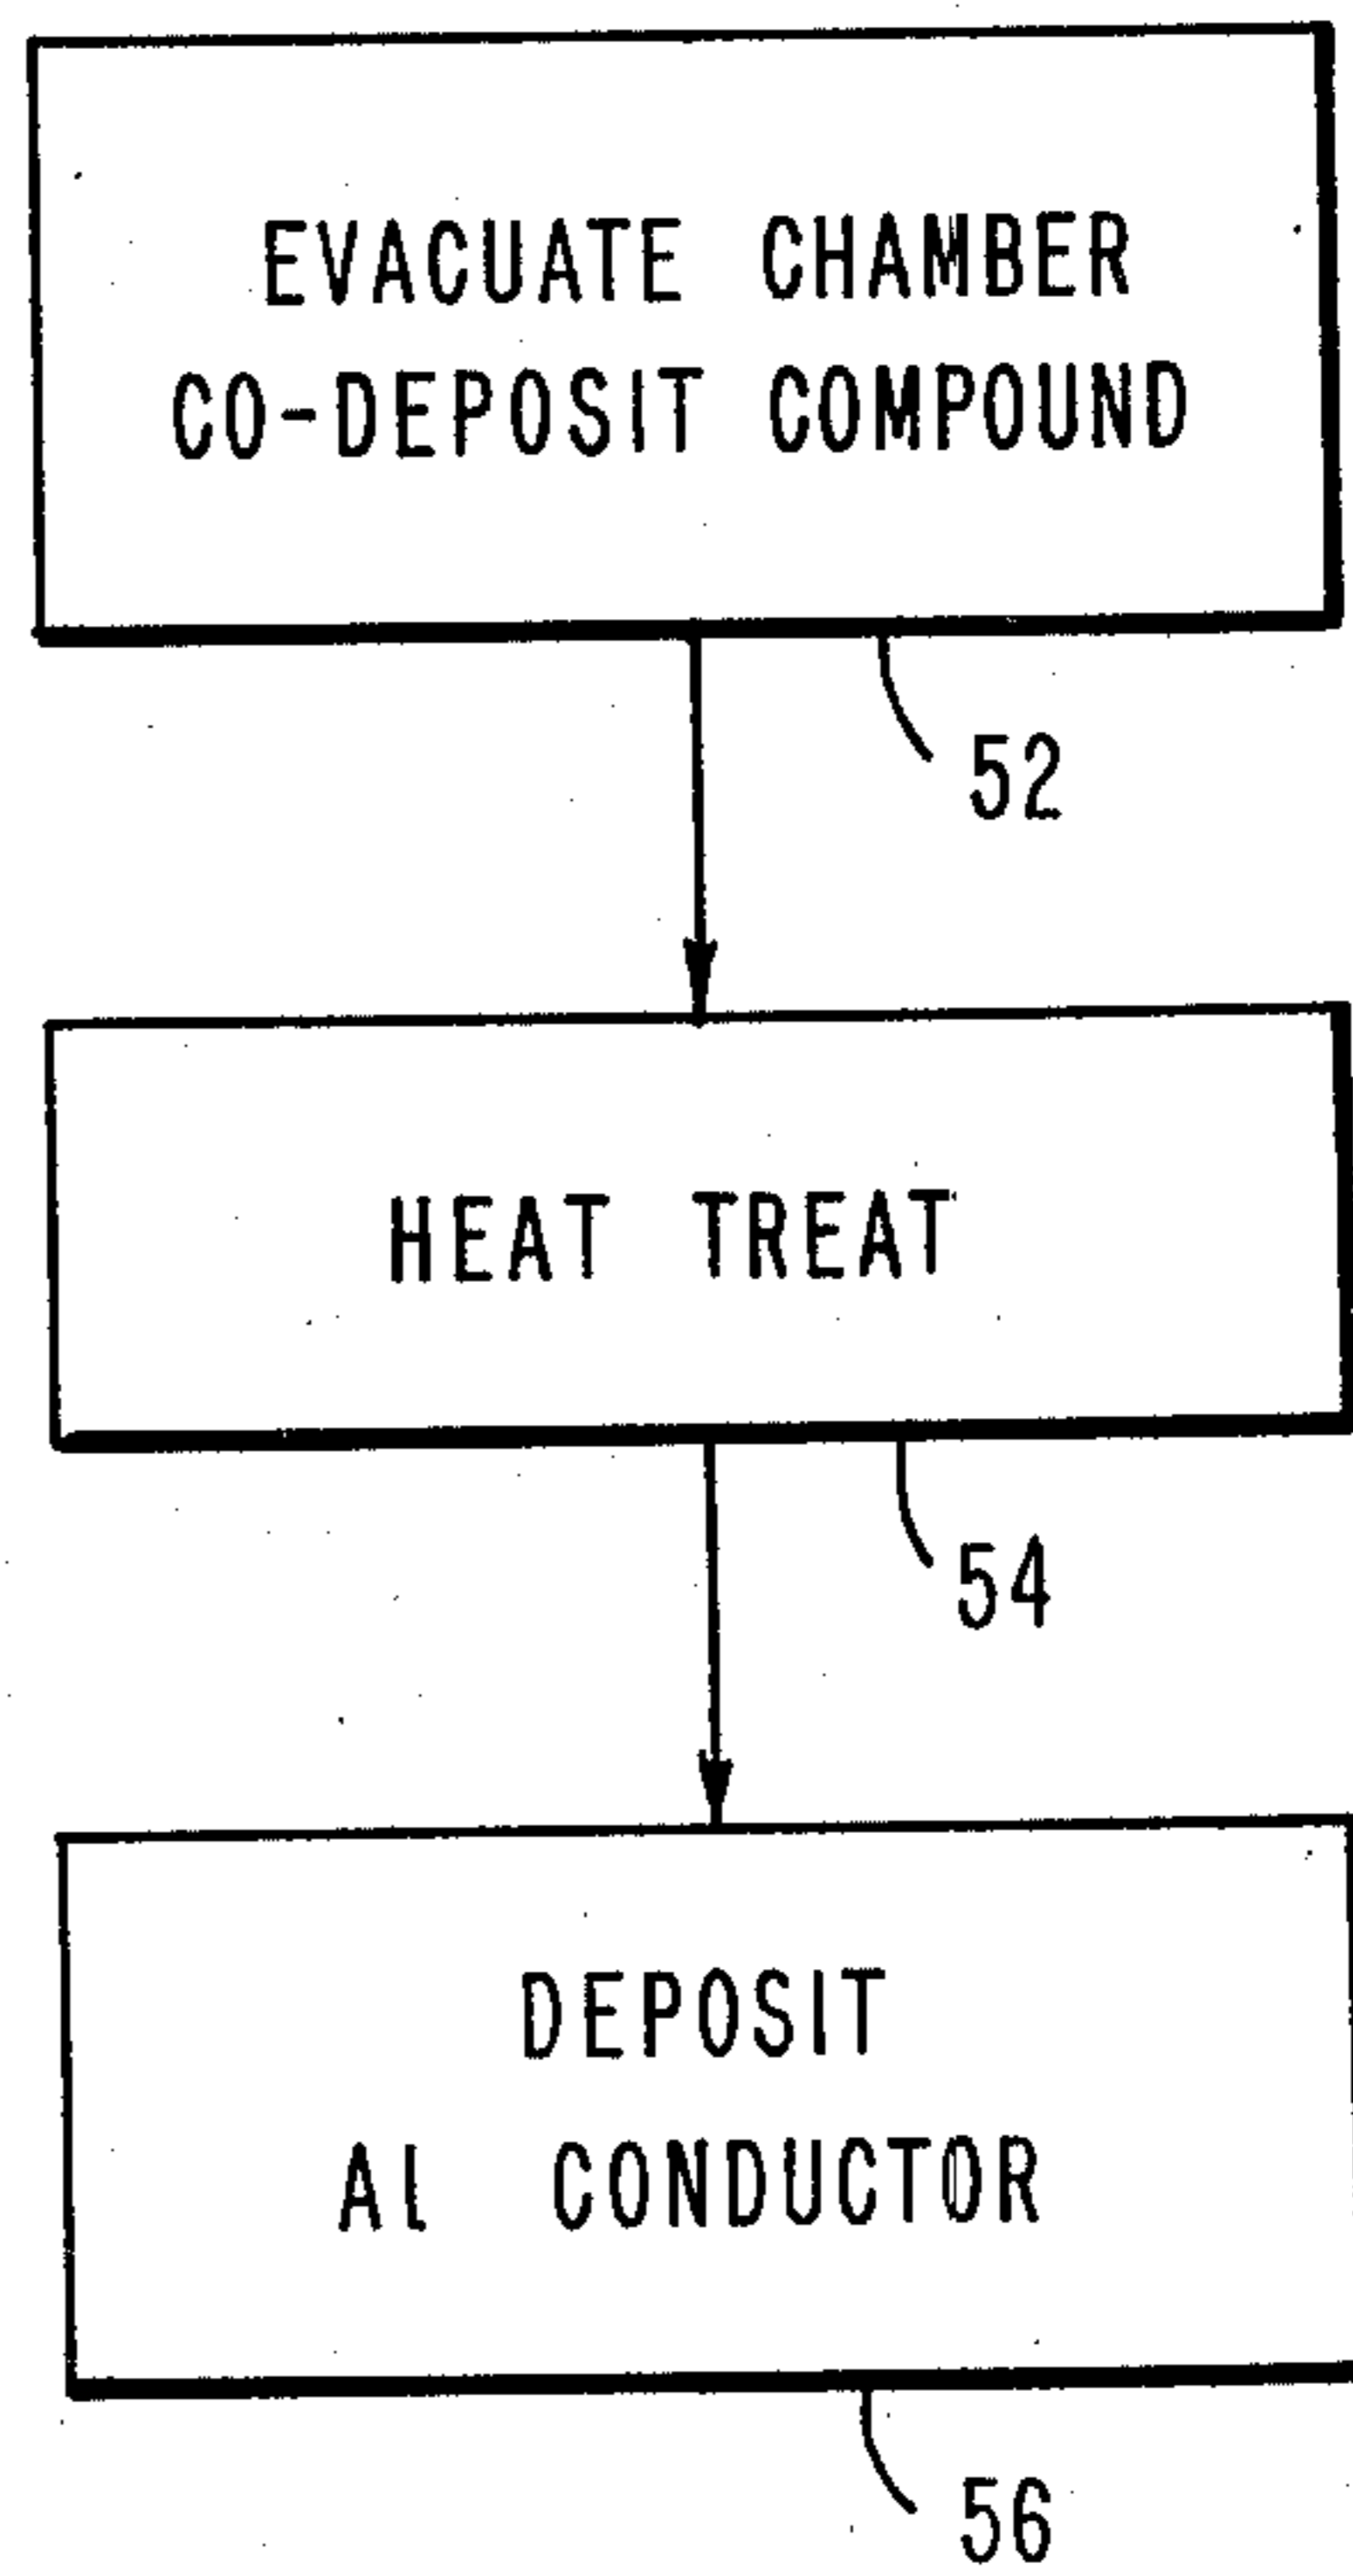 EVACUATE CHAMBER
CO-DEPOSIT COMPOUND
52
HEAT TREAT
54
DEPOSIT
Al CONDUCTOR
56